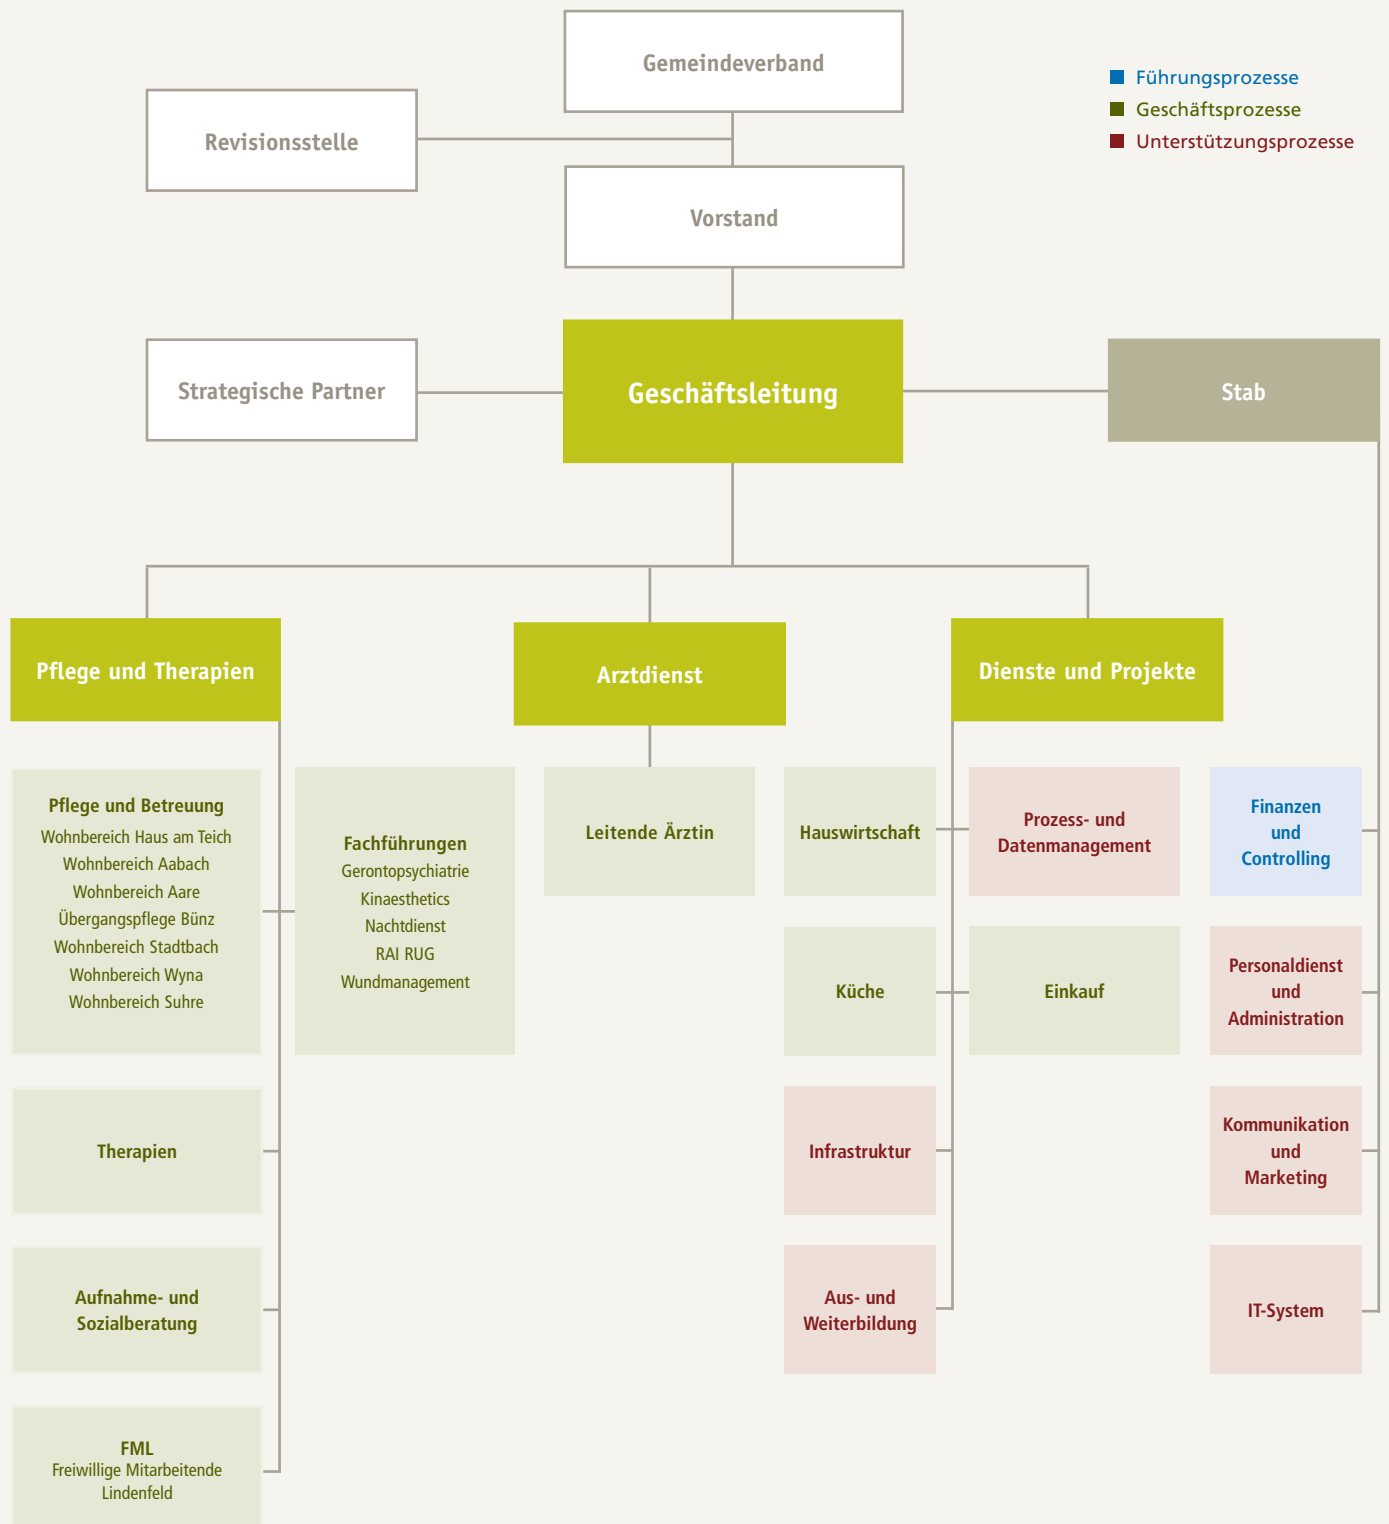 Gemeindeverband
Führungsprozesse
Geschäftsprozesse
Unterstützungsprozesse
Revisionsstelle
Vorstand
Strategische Partner
Geschäftsleitung
Stab
Pflege und Therapien
Arztdienst
Dienste und Projekte
Pflege und Betreuung
Wohnbereich Haus am Teich
Wohnbereich Aabach
Wohnbereich Aare
Übergangspflege Bünz
Wohnbereich Stadtbach
Wohnbereich Wyna
Wohnbereich Suhre
Fachführungen
Gerontopsychiatrie
Kinaesthetics
Nachtdienst
RAI RUG
Wundmanagement
Leitende Ärztin
Hauswirtschaft
Prozess- und
Datenmanagement
Finanzen
und
Controlling
Küche
Einkauf
Personaldienst
und
Administration
Therapien
Infrastruktur
Kommunikation
und
Marketing
Aufnahme- und
Sozialberatung
Aus- und
Weiterbildung
IT-System
FML
Freiwillige Mitarbeitende
Lindenfeld